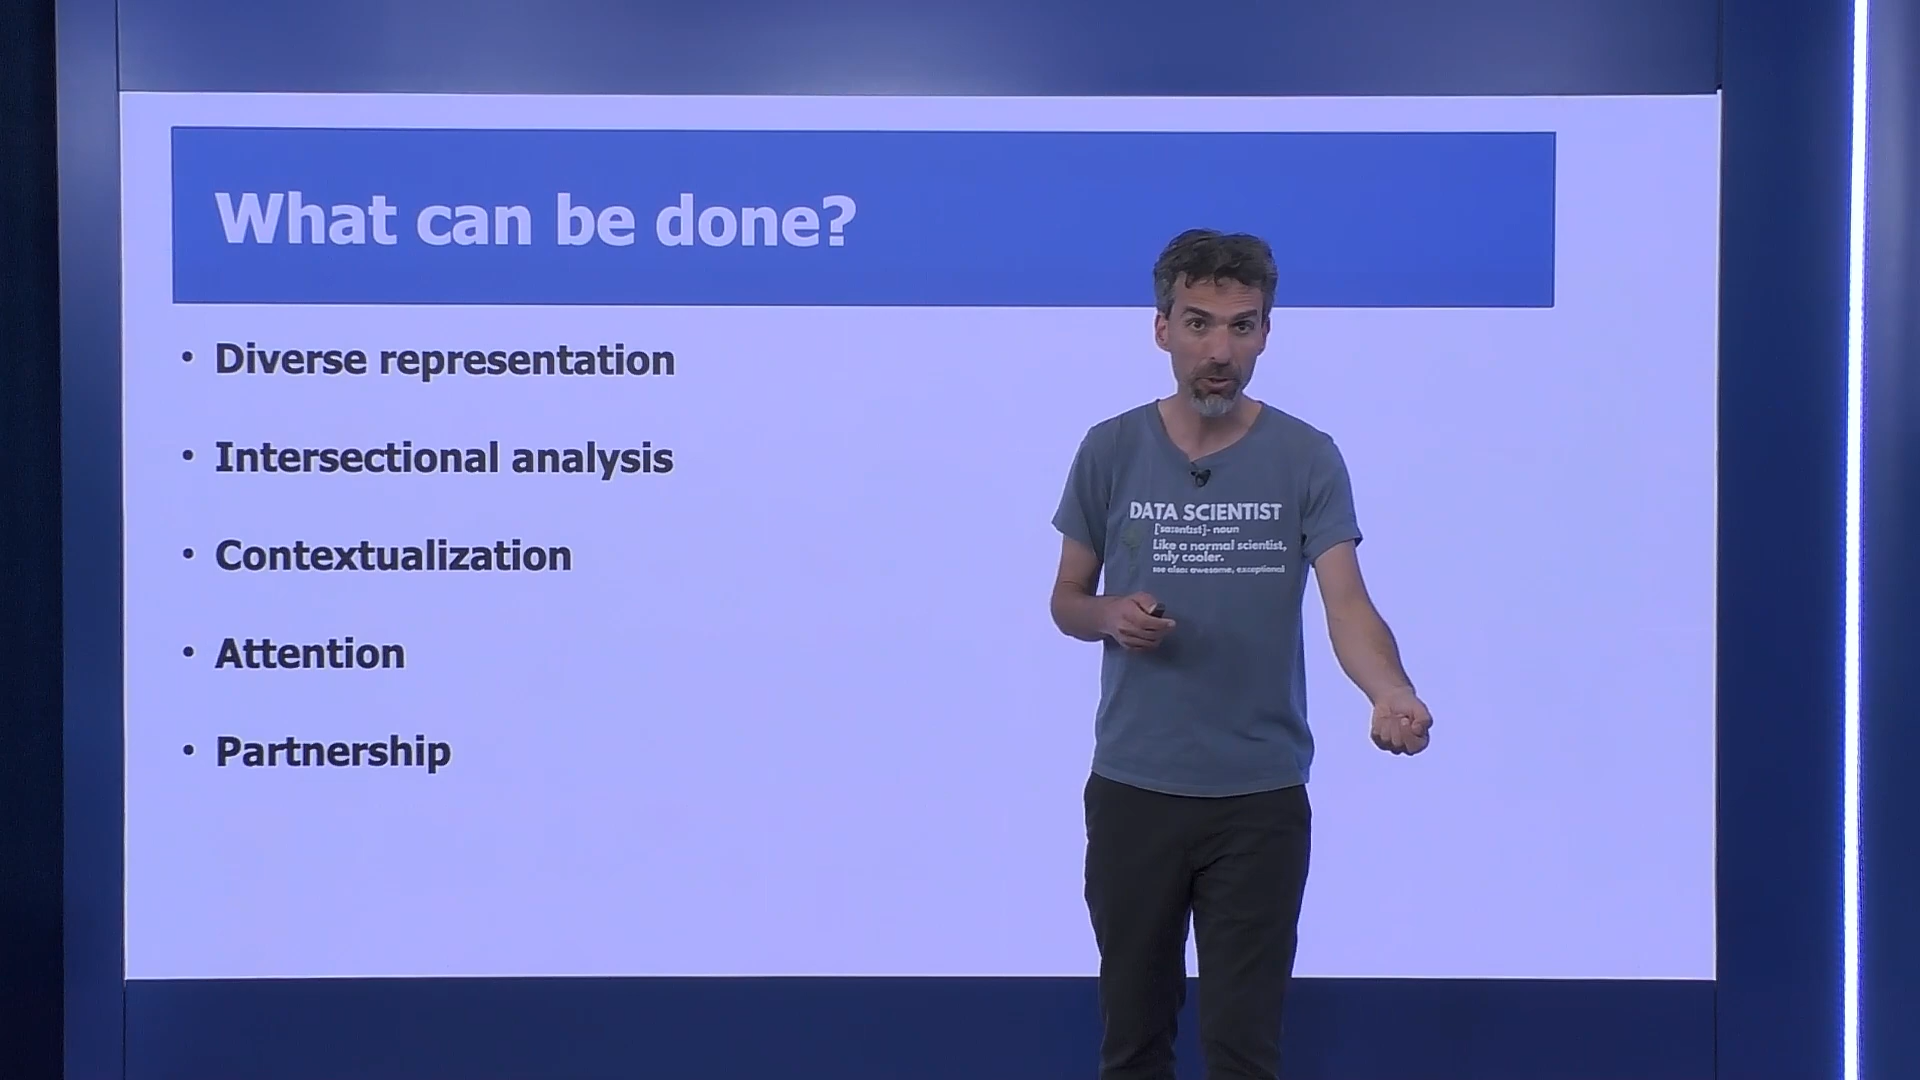 What can be done?
• Diverse representation
• Intersectional analysis
• Contextualization
• Attention
• Partnership
DATA SCIENTIST
[ˈsaɪəntɪst]- noun
Like a normal scientist,
only cooler.
see also: awesome, exceptional